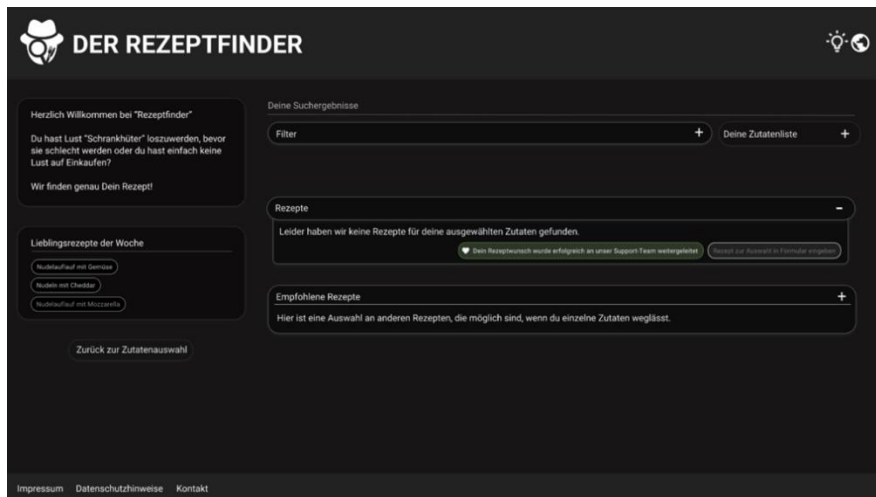 DER REZEPTFINDER
Herzlich Willkommen bei "Rezeptfinder"
Du hast Lust "Schrankhüter" loszuwerden, bevor
sie schlecht werden oder du hast einfach keine
Lust auf Einkaufen?
Wir finden genau Dein Rezept!
Lieblingsrezepte der Woche
Nudelauflauf mit Gemüse
Nudeln mit Cheddar
Nudelauflauf mit Mozzarella
Zurück zur Zutatenauswahl
Deine Suchergebnisse
Filter +
Deine Zutatenliste +
Rezepte -
Leider haben wir keine Rezepte für deine ausgewählten Zutaten gefunden.
Dein Rezeptwunsch wurde erfolgreich an unser Support-Team weitergeleitet
Rezept zur Auswahl in Formular eingeben
Empfohlene Rezepte +
Hier ist eine Auswahl an anderen Rezepten, die möglich sind, wenn du einzelne Zutaten weglässt.
Impressum Datenschutzhinweise Kontakt